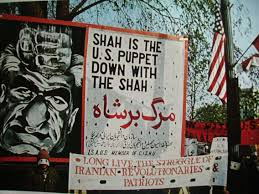 SHAH IS THE
U.S. PUPPET
DOWN WITH
THE SHAH
مرگ بر شاه
LONG LIVE THE STRUGGLE OF
IRANIAN REVOLUTIONARIES &
PATRIOTS